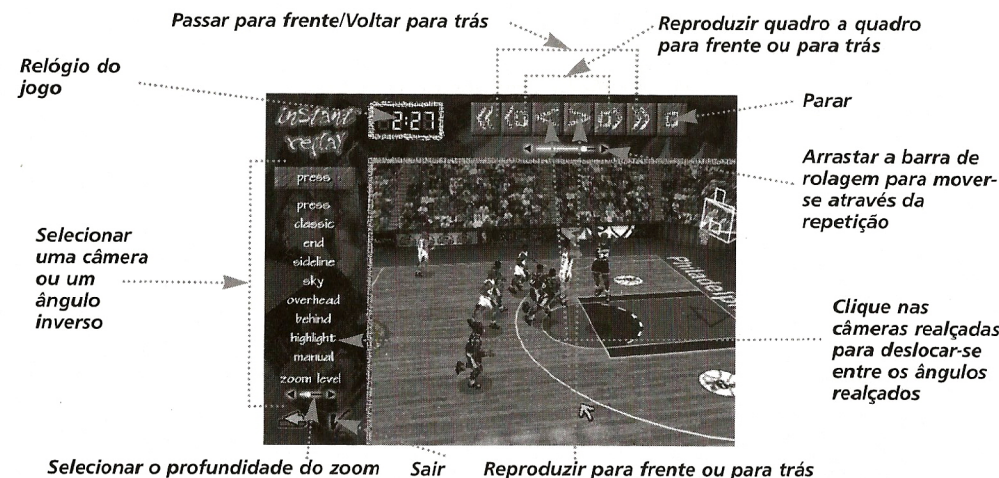 Passar para frente/Voltar para trás
Reproduzir quadro a quadro
para frente ou para trás
Relógio do
jogo
Parar
instant
replay
2:27
Arrastar a barra de
rolagem para mover-
se através da
repetição
press
press
classic
end
sideline
sky
overhead
behind
highlight
manual
zoom level
Selecionar
uma câmera
ou um
ângulo
inverso
Philadelp
Clique nas
câmeras realçadas
para deslocar-se
entre os ângulos
realçados
Selecionar o profundidade do zoom
Sair
Reproduzir para frente ou para trás